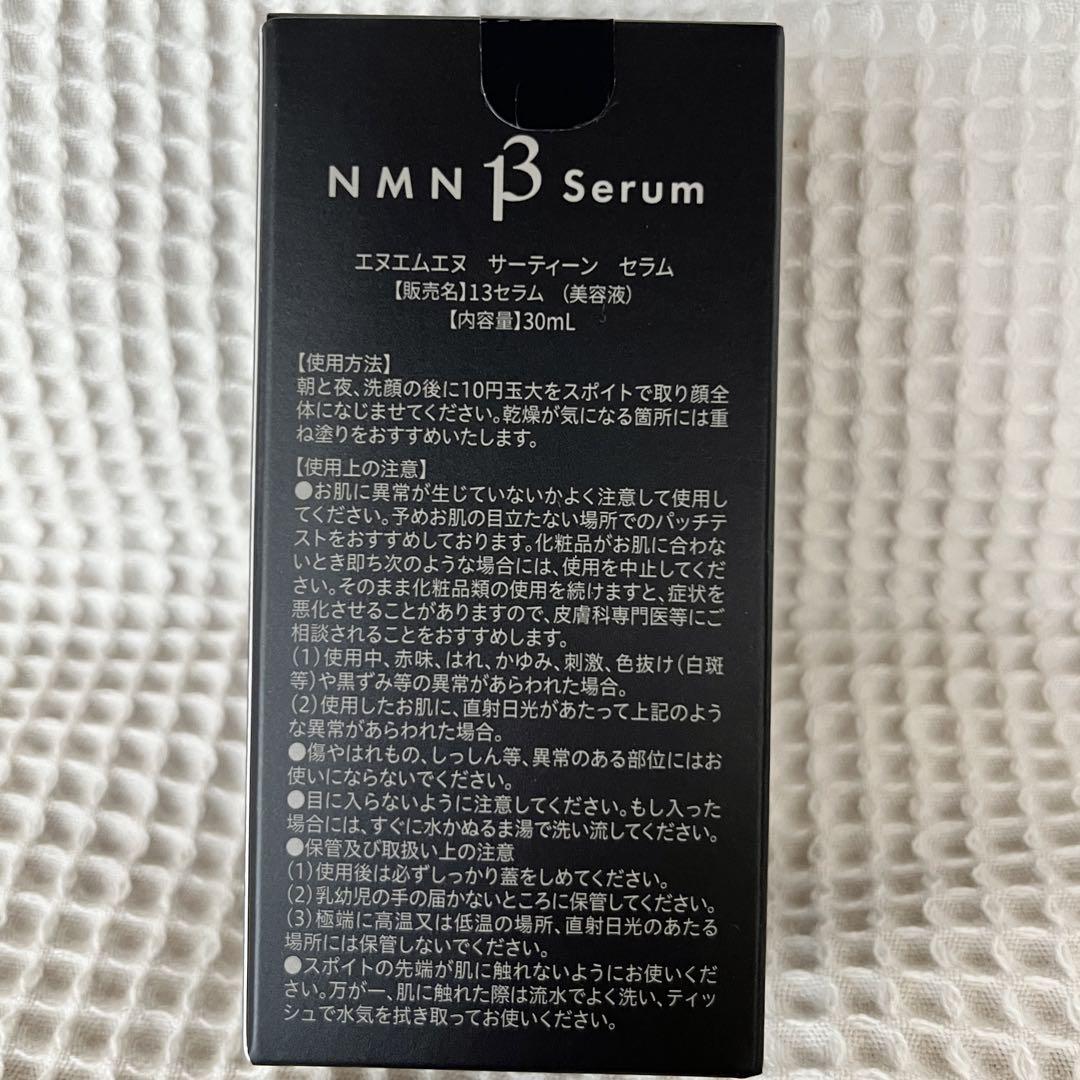 NMN 13 Serum
エヌエムエヌ サーティーン セラム
【販売名】13セラム (美容液)
【内容量】30mL
【使用方法】
朝と夜、洗顔の後に10円玉大をスポイトで取り顔全
体になじませてください。乾燥が気になる箇所には重
ね塗りをおすすめいたします。
【使用上の注意】
●お肌に異常が生じていないかよく注意して使用し
てください。予めお肌の目立たない場所でのパッチテ
ストをおすすめしております。化粧品がお肌に合わな
いとき即ち次のような場合には、使用を中止してくだ
さい。そのまま化粧品類の使用を続けますと、症状を
悪化させることがありますので、皮膚科専門医等にご
相談されることをおすすめします。
(1)使用中、赤味、はれ、かゆみ、刺激、色抜け(白斑
等)や黒ずみ等の異常があらわれた場合。
(2)使用したお肌に、直射日光があたって上記のよう
な異常があらわれた場合。
●傷やはれもの、しっしん等、異常のある部位にはお
使いにならないでください。
●目に入らないように注意してください。もし入った
場合には、すぐに水かぬるま湯で洗い流してください。
●保管及び取扱い上の注意
(1)使用後は必ずしっかり蓋をしめてください。
(2)乳幼児の手の届かないところに保管してください。
(3)極端に高温又は低温の場所、直射日光のあたる
場所には保管しないでください。
●スポイトの先端が肌に触れないようにお使いくだ
さい。万が一、肌に触れた際は流水でよく洗い、ティッ
シュで水気を拭き取ってお使いください。